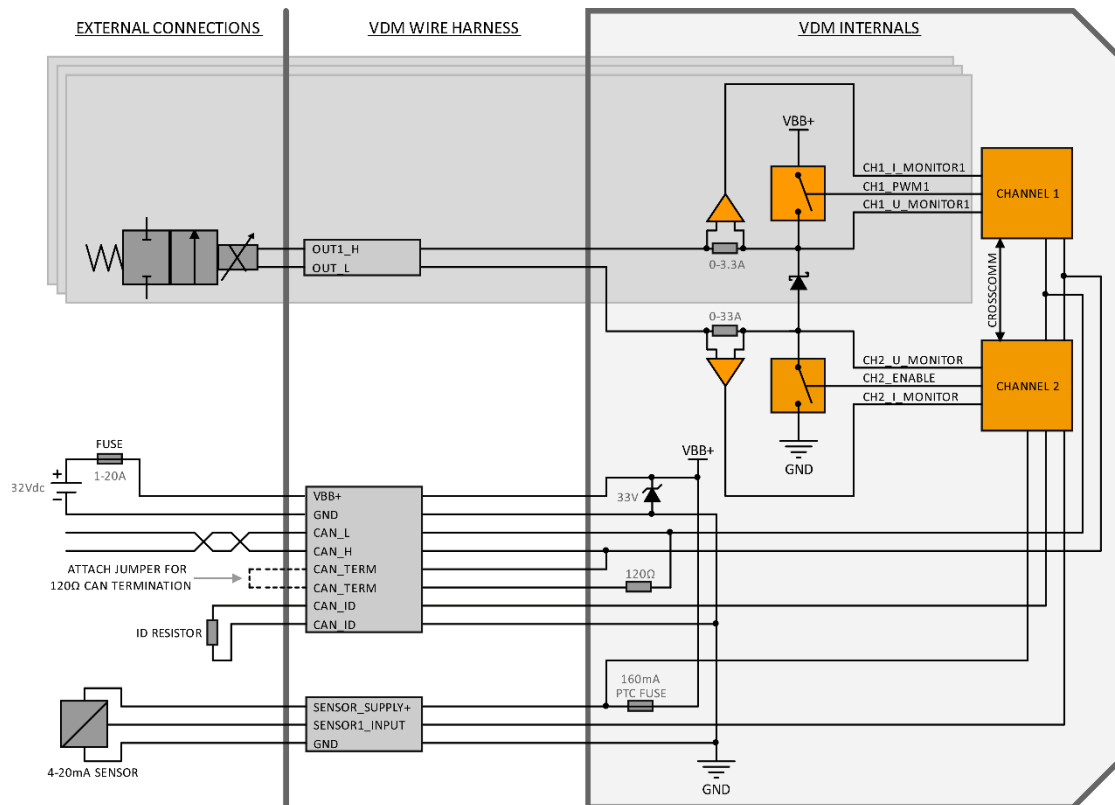 EXTERNAL CONNECTIONS
VDM WIRE HARNESS
VDM INTERNALS
VBB+
CH1_I_MONITOR1
CH1_PWM1
CH1_U_MONITOR1
CHANNEL 1
OUT1_H
OUT_L
0-3.3A
CROSSCOMM
0-33A
CH2_U_MONITOR
CH2_ENABLE
CH2_I_MONITOR
CHANNEL 2
GND
FUSE
1-20A
+
32Vdc
−
VBB+
33V
VBB+
GND
CAN_L
CAN_H
CAN_TERM
CAN_TERM
CAN_ID
CAN_ID
ATTACH JUMPER FOR
120Ω CAN TERMINATION
120Ω
ID RESISTOR
160mA
PTC FUSE
SENSOR_SUPPLY+
SENSOR1_INPUT
GND
4-20mA SENSOR
GND